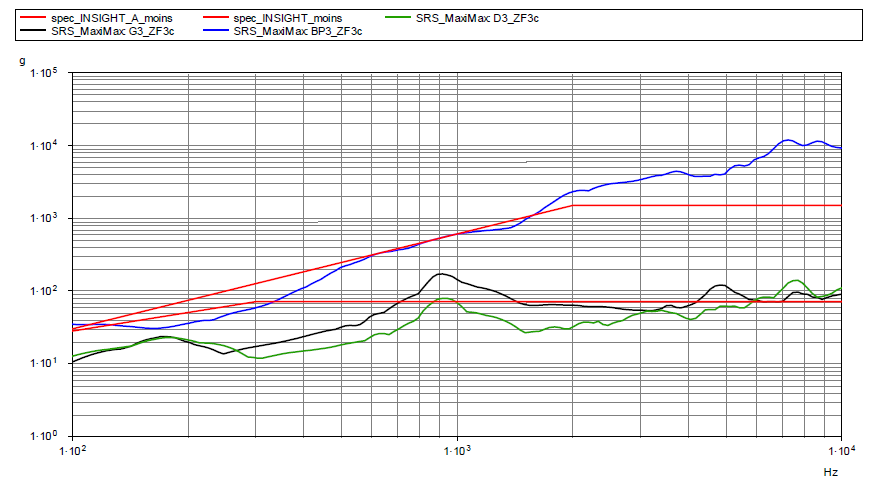 spec_INSIGHT_A_moins spec_INSIGHT_moins SRS_MaxiMax: D3_ZF3c
SRS_MaxiMax: G3_ZF3c SRS_MaxiMax: BP3_ZF3c
g
1·10⁵
1·10⁴
1·10³
1·10²
1·10¹
1·10⁰
1·10² 1·10³ 1·10⁴
Hz